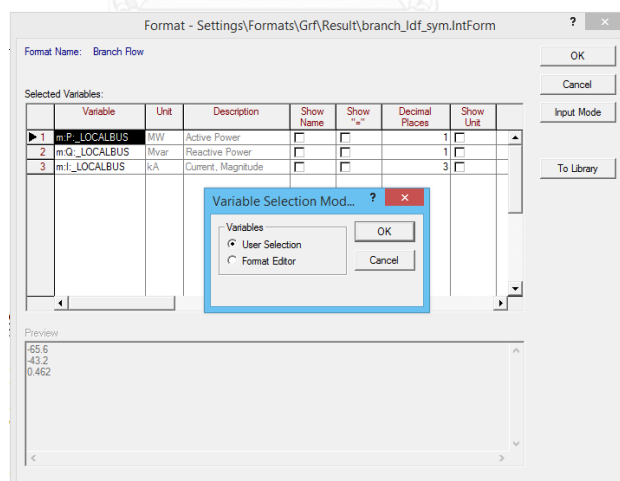 Format - Settings\Formats\Grf\Result\branch_ldf_sym.IntForm ? ×
Format Name: Branch Flow
OK
Cancel
Selected Variables:
Variable Unit Description Show Name Show "=" Decimal Places Show Unit
Input Mode
1 m:P:_LOCALBUS MW Active Power 1
2 m:Q:_LOCALBUS Mvar Reactive Power 1
3 m:I:_LOCALBUS kA Current, Magnitude 3
To Library
Variable Selection Mod... ? ×
Variables
User Selection
Format Editor
OK
Cancel
Preview
-65.6
-43.2
0.462